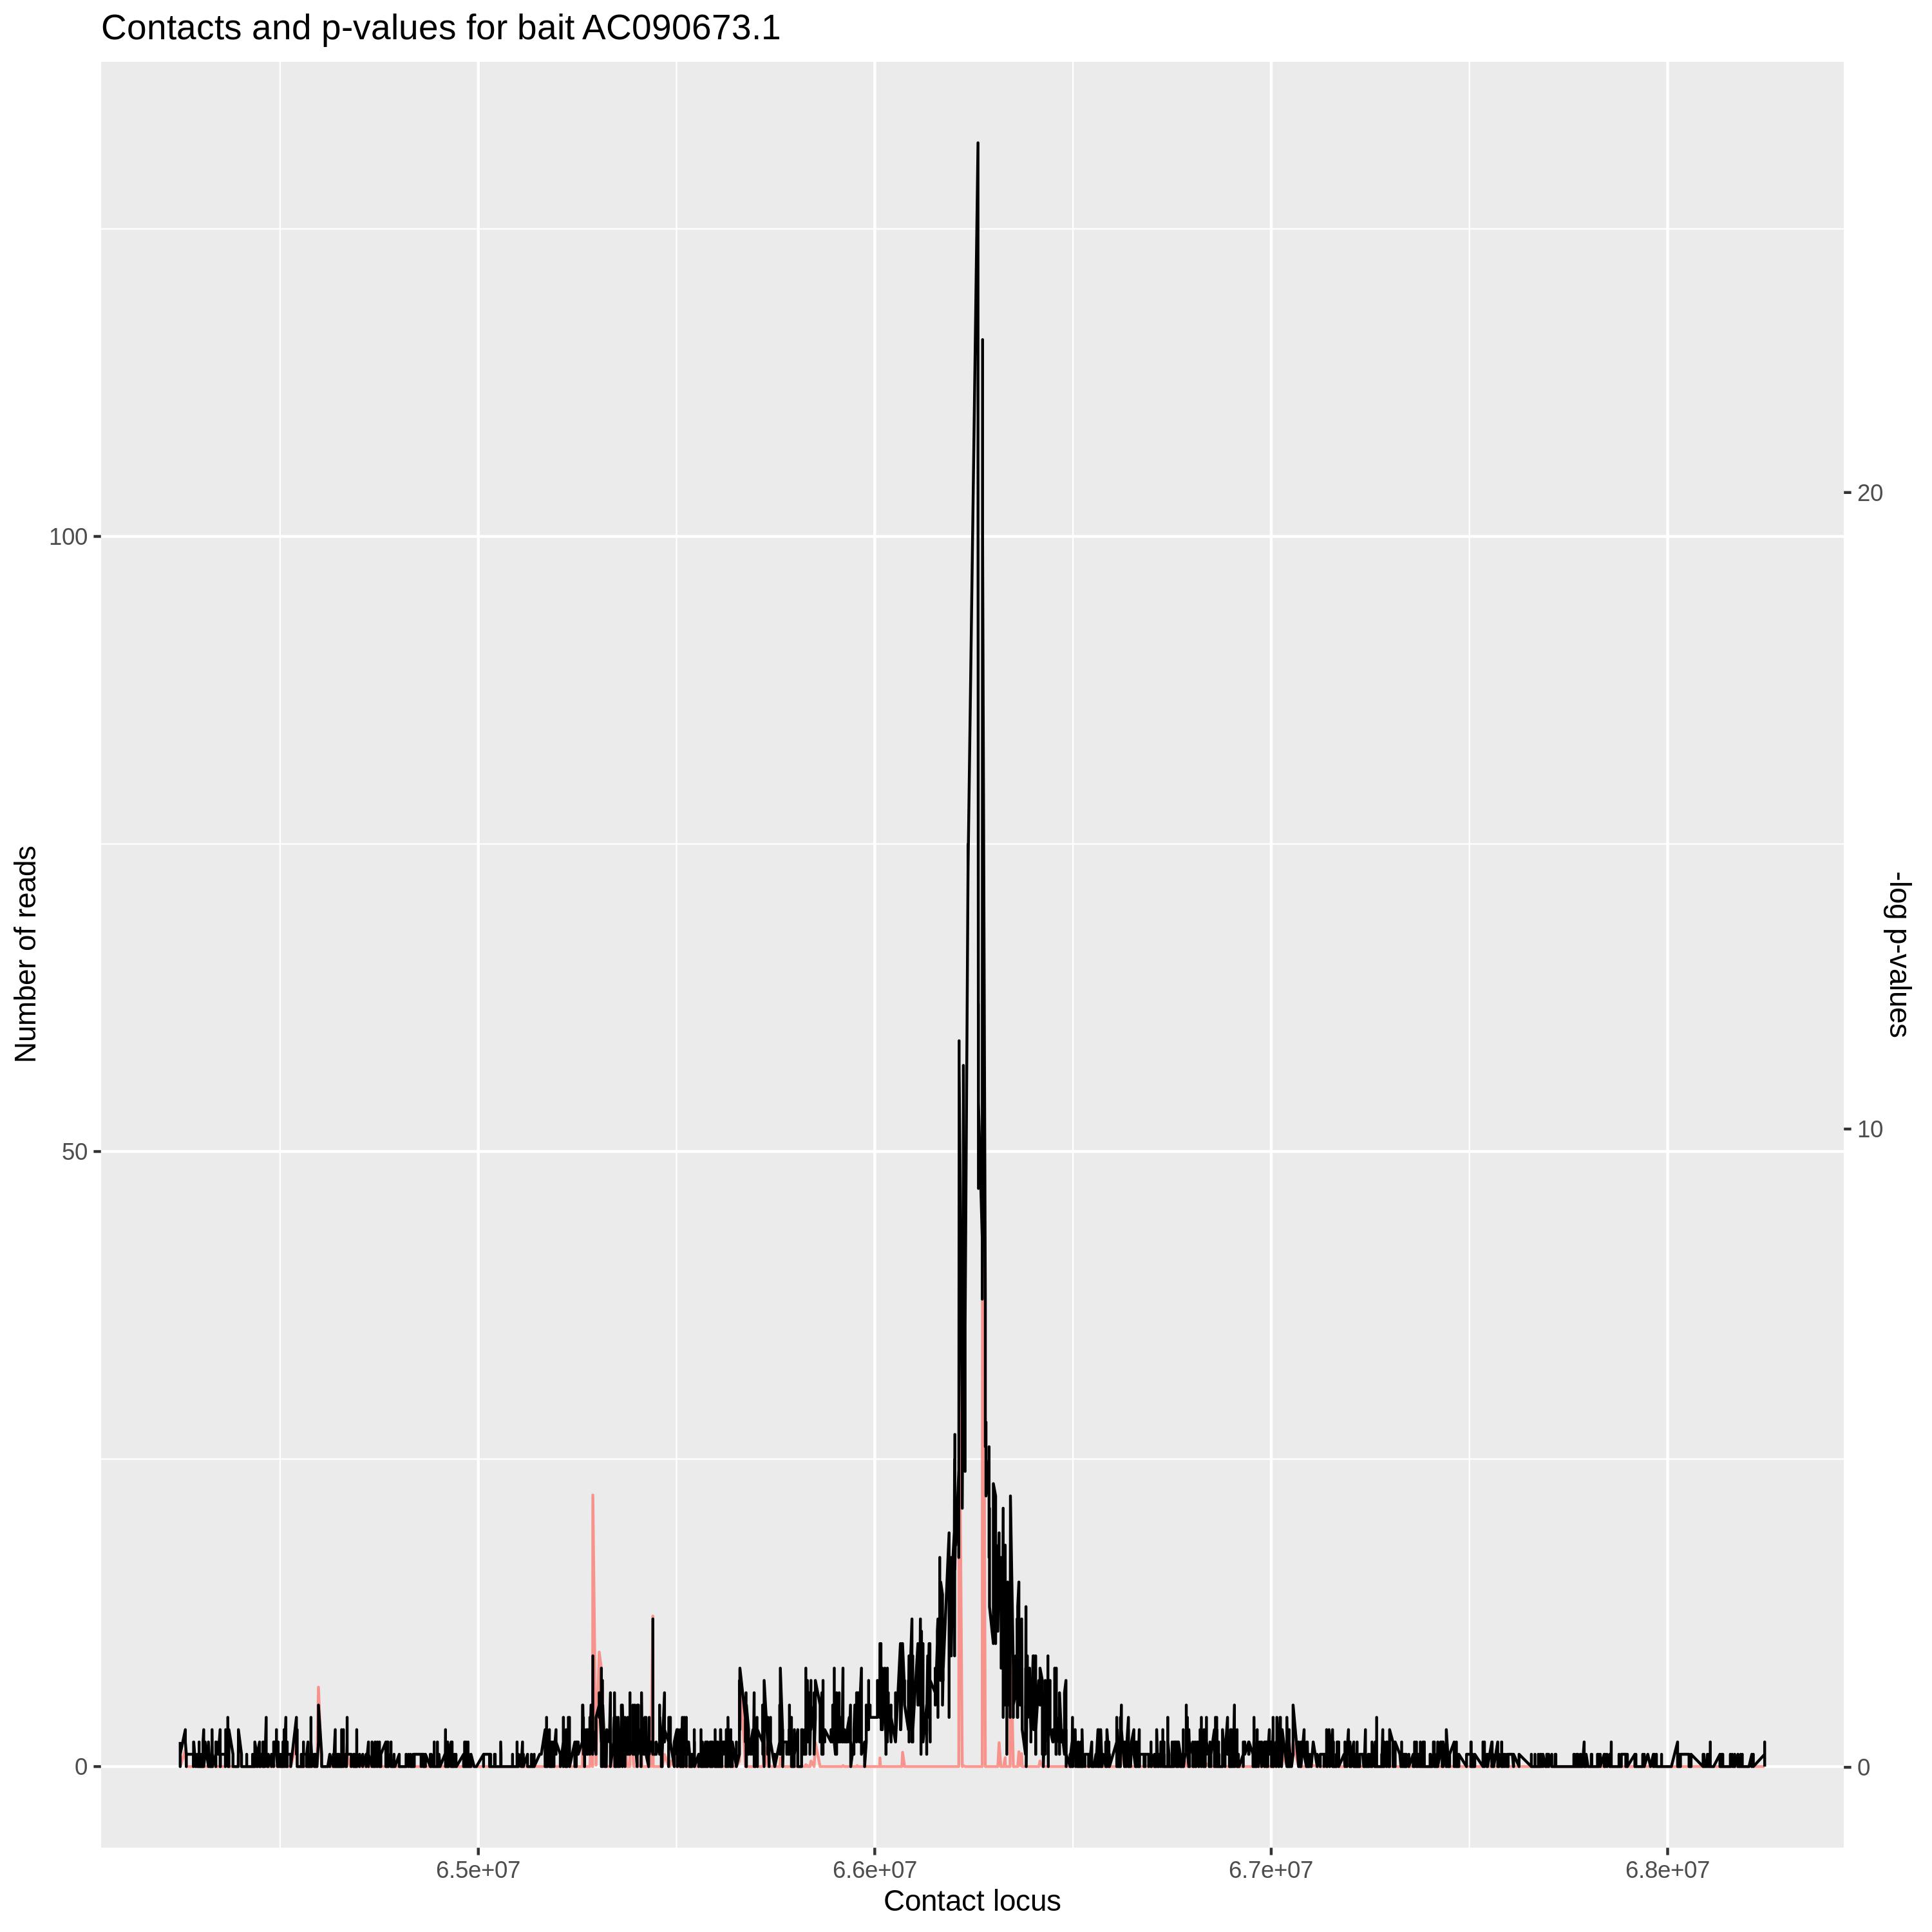 Contacts and p-values for bait AC090673.1
100
50
0
Number of reads
20
10
0
-log p-values
6.5e+07 6.6e+07 6.7e+07 6.8e+07
Contact locus